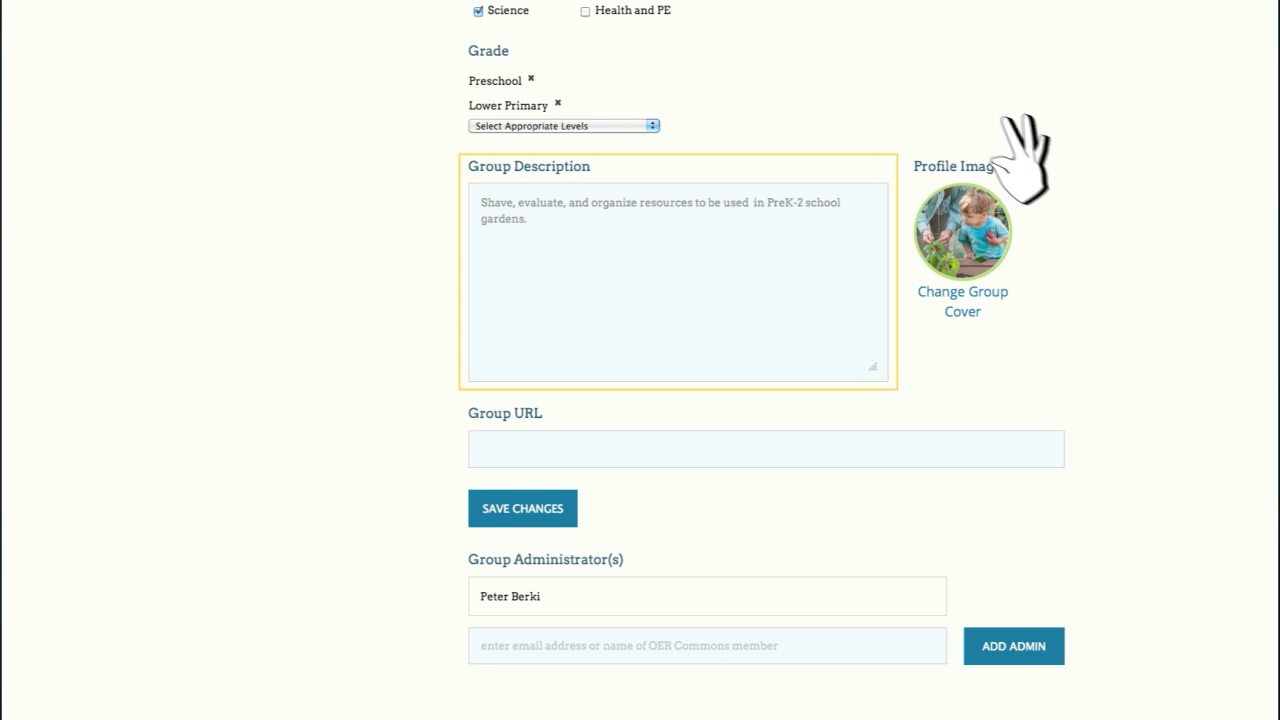 Science
Health and PE
Grade
Preschool ✖
Lower Primary ✖
Select Appropriate Levels
Group Description
Profile Imag
Shave, evaluate, and organize resources to be used in PreK-2 school
gardens.
Change Group
Cover
Group URL
SAVE CHANGES
Group Administrator(s)
Peter Berki
enter email address or name of OER Commons member
ADD ADMIN